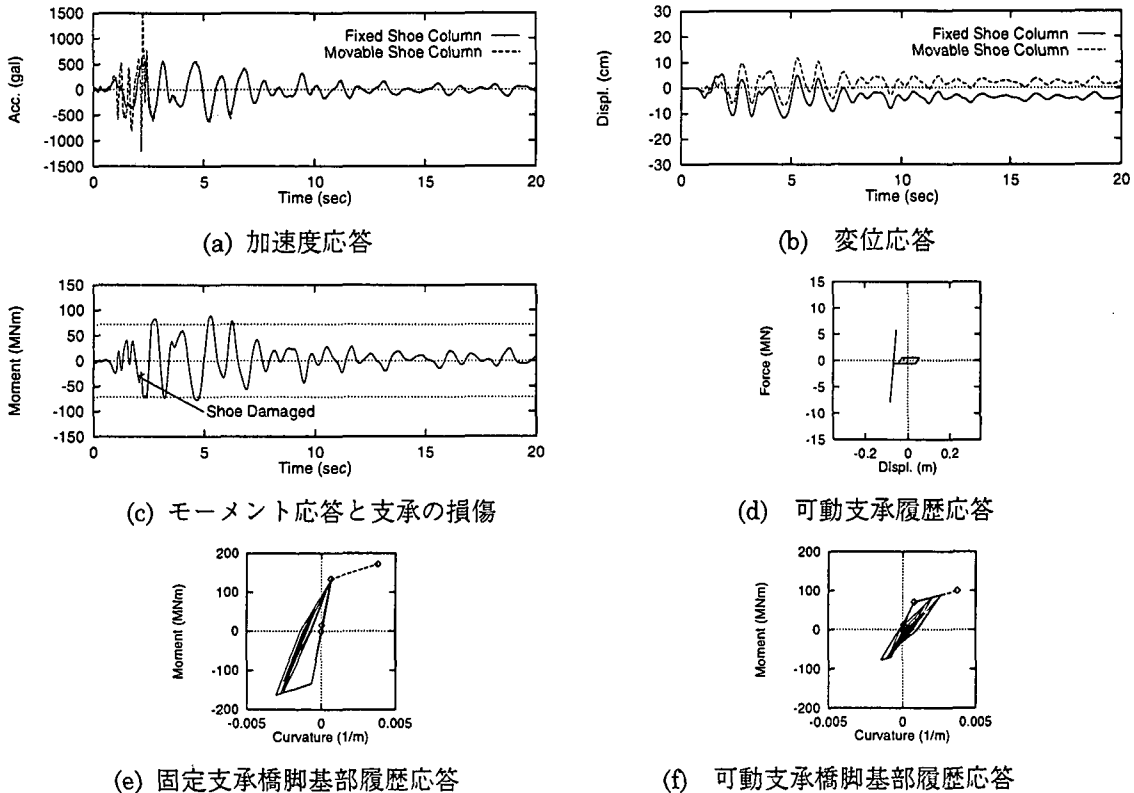 1500
1000
500
0
-500
-1000
-1500
Acc. (gal)
Fixed Shoe Column
Movable Shoe Column
0 5 10 15 20
Time (sec)
(a) 加速度応答
30
20
10
0
-10
-20
-30
Displ. (cm)
Fixed Shoe Column
Movable Shoe Column
0 5 10 15 20
Time (sec)
(b) 変位応答
150
100
50
0
-50
-100
-150
Moment (MNm)
Shoe Damaged
0 5 10 15 20
Time (sec)
(c) モーメント応答と支承の損傷
15
10
5
0
-5
-10
-15
Force (MN)
-0.2 0 0.2
Displ. (m)
(d) 可動支承履歴応答
200
100
0
-100
-200
Moment (MNm)
-0.005 0 0.005
Curvature (1/m)
(e) 固定支承橋脚基部履歴応答
200
100
0
-100
-200
Moment (MNm)
-0.005 0 0.005
Curvature (1/m)
(f) 可動支承橋脚基部履歴応答